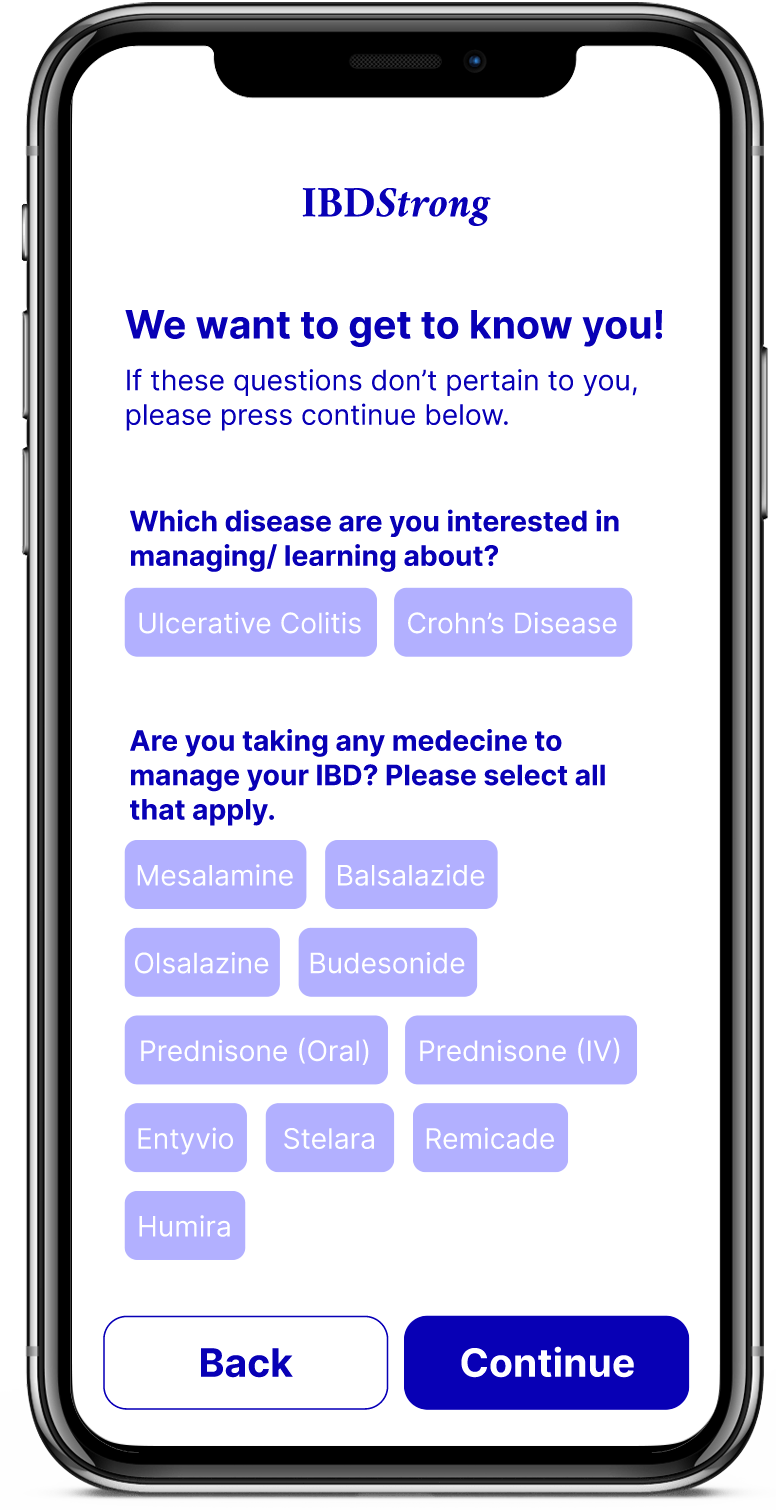 IBDStrong
We want to get to know you!
If these questions don’t pertain to you,
please press continue below.
Which disease are you interested in
managing/ learning about?
Ulcerative Colitis Crohn’s Disease
Are you taking any medecine to
manage your IBD? Please select all
that apply.
Mesalamine Balsalazide
Olsalazine Budesonide
Prednisone (Oral) Prednisone (IV)
Entyvio Stelara Remicade
Humira
Back Continue